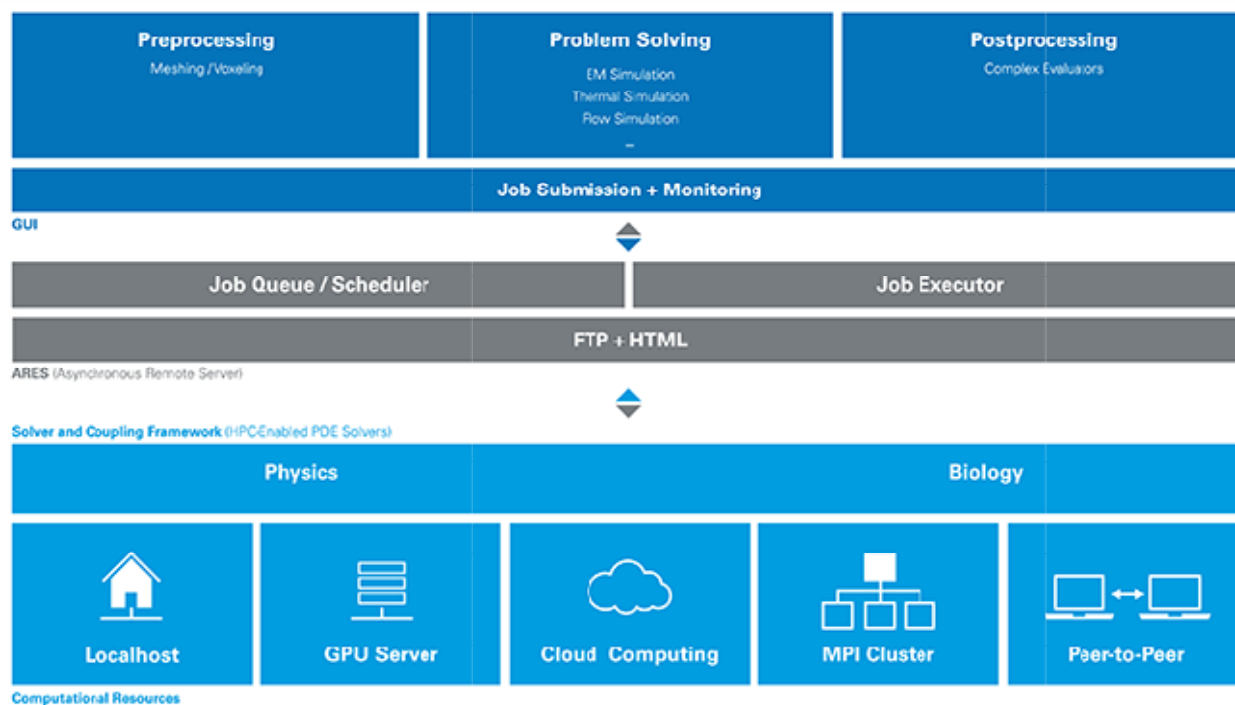 Preprocessing
Meshing / Voxeling
Problem Solving
EM Simulation
Thermal Simulation
Flow Simulation
–
Postprocessing
Complex Evaluators
Job Submission + Monitoring
GUI
Job Queue / Scheduler
Job Executor
FTP + HTML
ARES (Asynchronous Remote Server)
Solver and Coupling Framework (HPC-Enabled PDE Solvers)
Physics
Biology
Localhost
GPU Server
Cloud Computing
MPI Cluster
Peer-to-Peer
Computational Resources